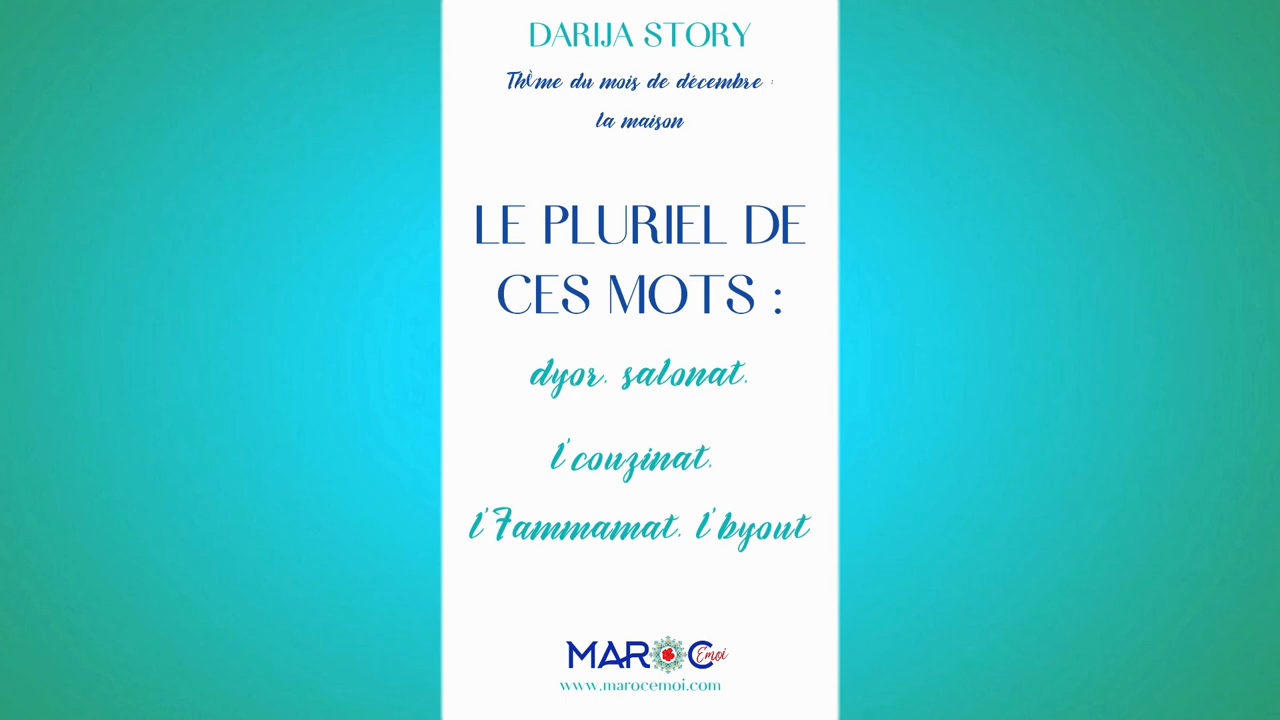 DARIJA STORY
Thème du mois de décembre :
la maison
LE PLURIEL DE
CES MOTS :
dyor, salonat,
l'couzinat,
l'7ammamat, l'byout
MAROC Émoi
www.marocemoi.com